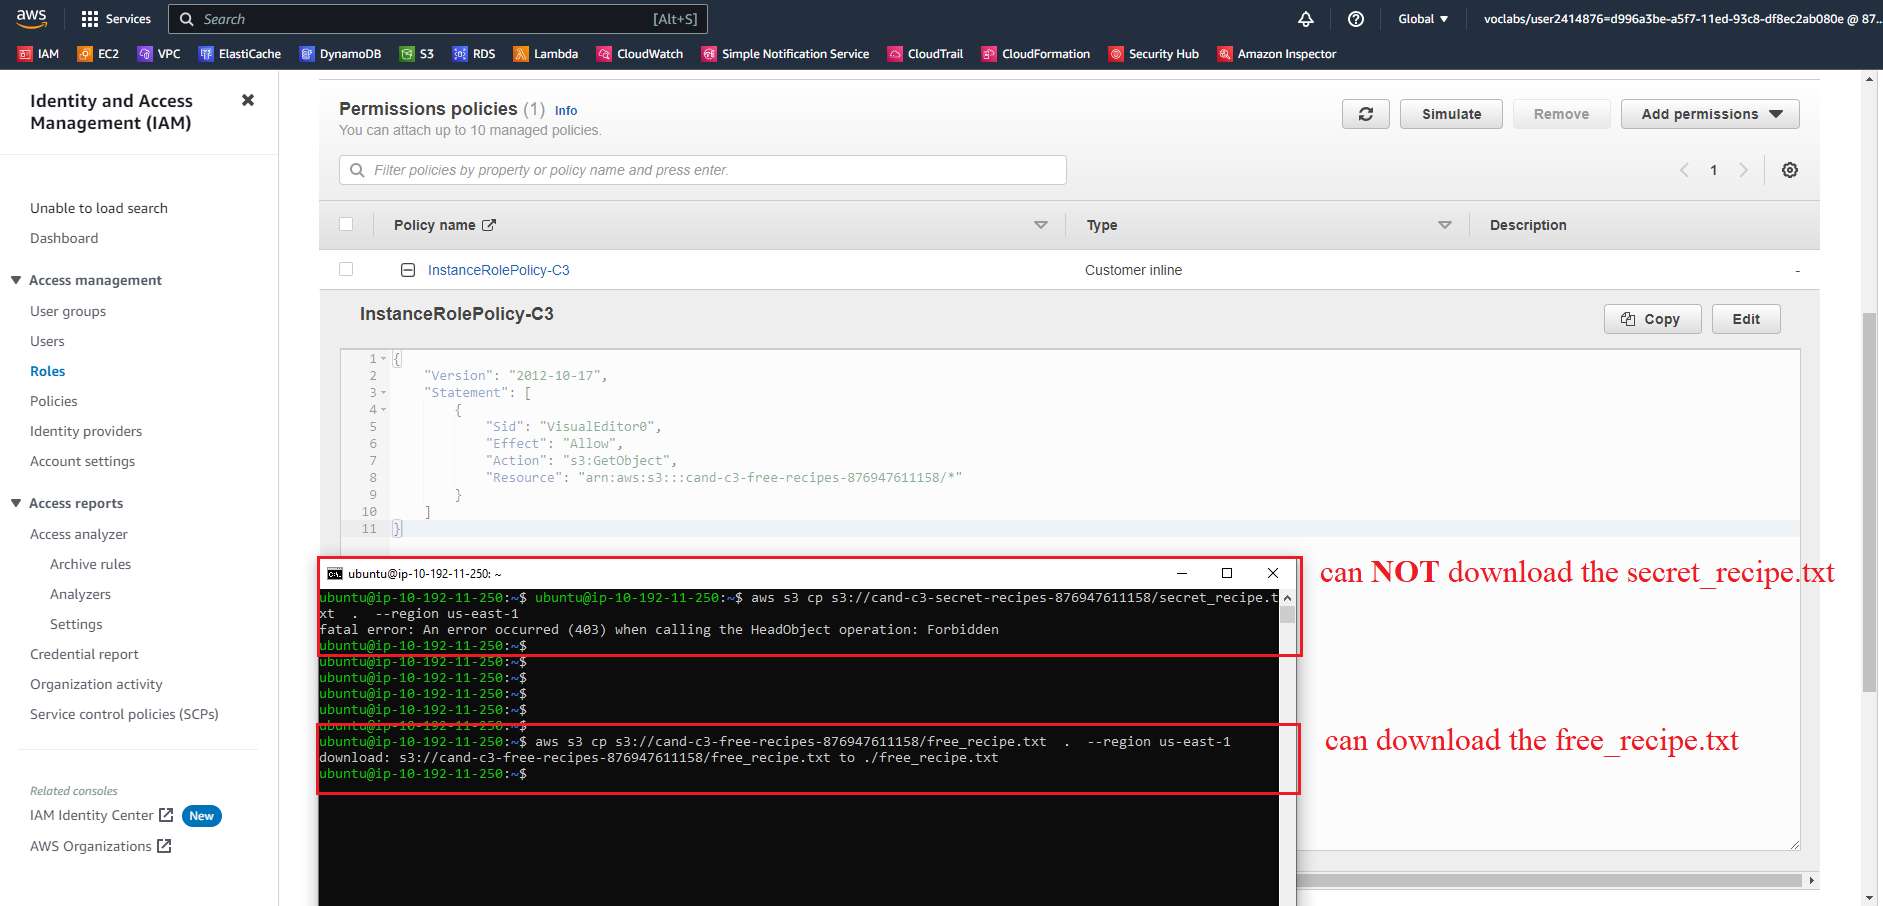 aws Services Search [Alt+S] Global voclabs/user2414876=d996a3be-a5f7-11ed-93c8-df8ec2ab080e @ 87...
IAM EC2 VPC ElastiCache DynamoDB S3 RDS Lambda CloudWatch Simple Notification Service CloudTrail CloudFormation Security Hub Amazon Inspector
Identity and Access
Management (IAM)
Unable to load search
Dashboard
Access management
User groups
Users
Roles
Policies
Identity providers
Account settings
Access reports
Access analyzer
Archive rules
Analyzers
Settings
Credential report
Organization activity
Service control policies (SCPs)
Related consoles
IAM Identity Center New
AWS Organizations
Permissions policies (1) Info
You can attach up to 10 managed policies.
Simulate Remove Add permissions
Filter policies by property or policy name and press enter.
1
Policy name Type Description
InstanceRolePolicy-C3 Customer inline -
InstanceRolePolicy-C3
Copy Edit
1 {
2 "Version": "2012-10-17",
3 "Statement": [
4 {
5 "Sid": "VisualEditor0",
6 "Effect": "Allow",
7 "Action": "s3:GetObject",
8 "Resource": "arn:aws:s3:::cand-c3-free-recipes-876947611158/*"
9 }
10 ]
11 }
ubuntu@ip-10-192-11-250: ~
ubuntu@ip-10-192-11-250:~$ ubuntu@ip-10-192-11-250:~$ aws s3 cp s3://cand-c3-secret-recipes-876947611158/secret_recipe.t
xt . --region us-east-1
fatal error: An error occurred (403) when calling the HeadObject operation: Forbidden
ubuntu@ip-10-192-11-250:~$
ubuntu@ip-10-192-11-250:~$
ubuntu@ip-10-192-11-250:~$
ubuntu@ip-10-192-11-250:~$
ubuntu@ip-10-192-11-250:~$
ubuntu@ip-10-192-11-250:~$
ubuntu@ip-10-192-11-250:~$ aws s3 cp s3://cand-c3-free-recipes-876947611158/free_recipe.txt . --region us-east-1
download: s3://cand-c3-free-recipes-876947611158/free_recipe.txt to ./free_recipe.txt
ubuntu@ip-10-192-11-250:~$
can NOT download the secret_recipe.txt
can download the free_recipe.txt